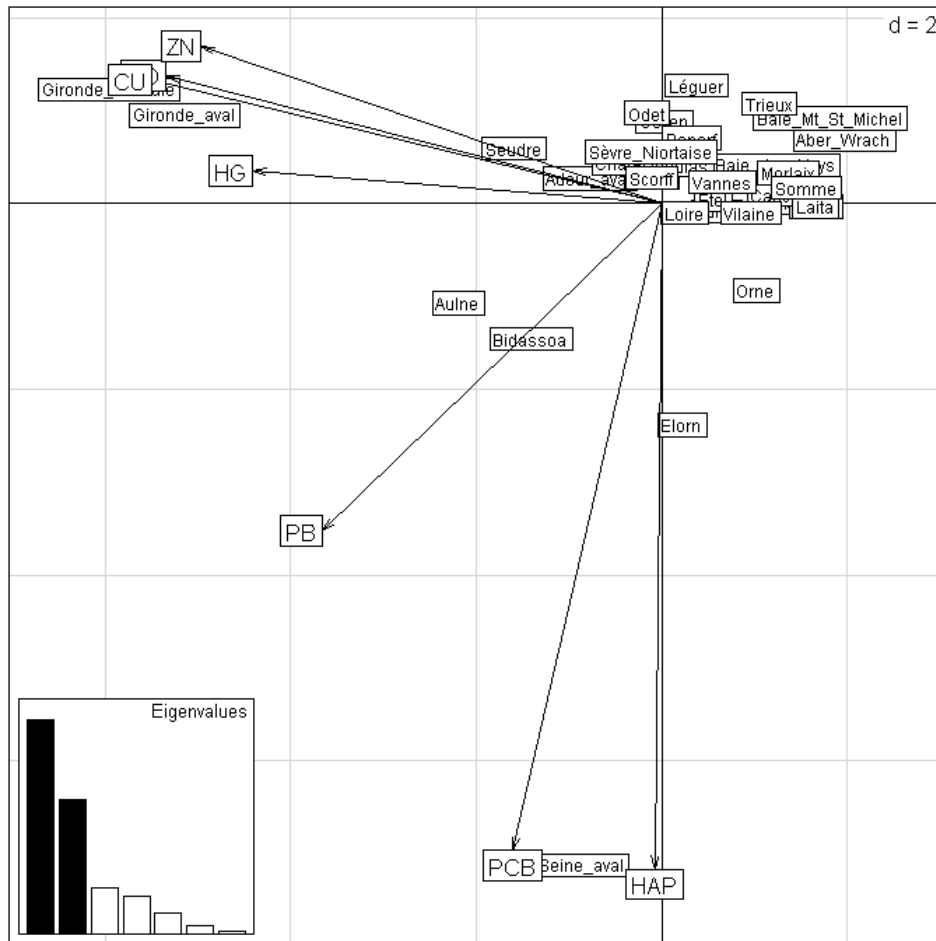 d = 2
ZN
CU
Gironde_aval
HG
Léguer
Odet
Trieux
Baie_Mt_St_Michel
Aber_Wrach
Seudre
Sèvre_Niortaise
Scorff
Vannes
Morlaix
Somme
Loire
Vilaine
Laita
Orne
Aulne
Bidassoa
Elorn
PB
Eigenvalues
PCB
Seine_aval
HAP